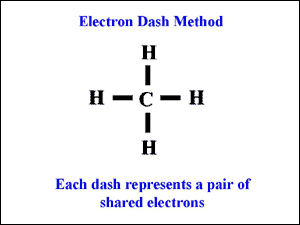 Electron Dash Method
H
H C H
H
Each dash represents a pair of
shared electrons